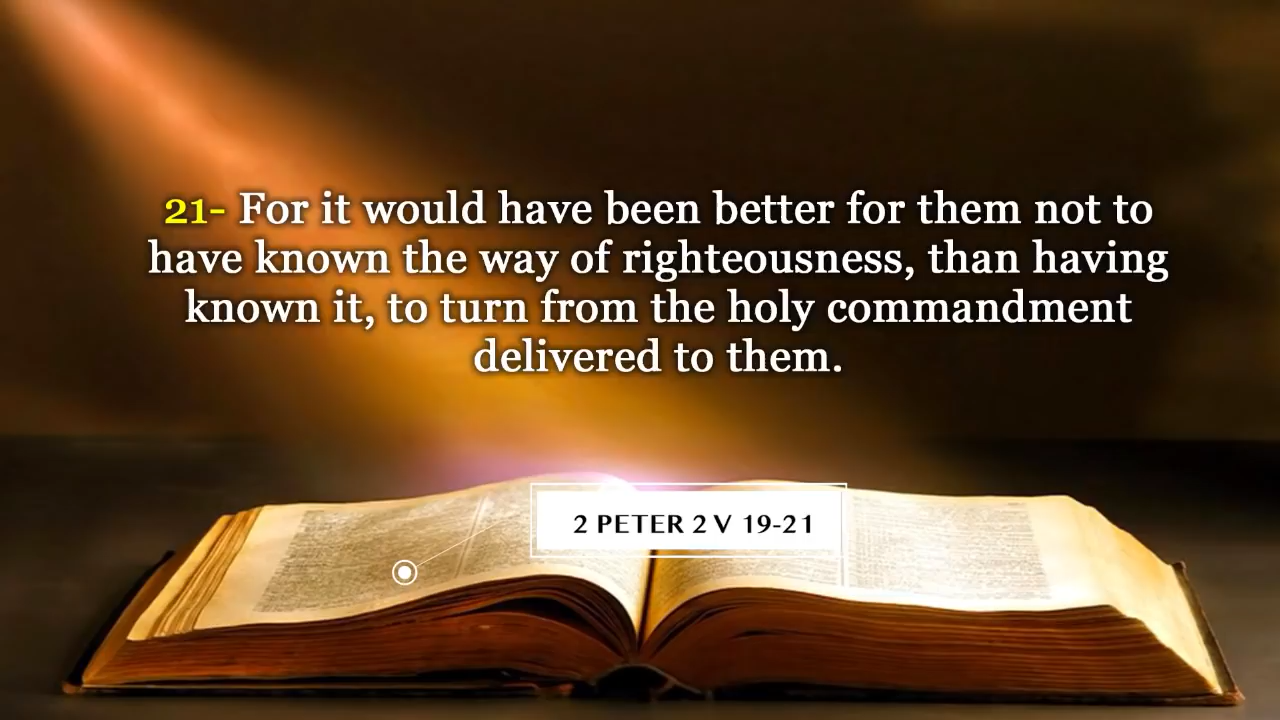 21- For it would have been better for them not to
have known the way of righteousness, than having
known it, to turn from the holy commandment
delivered to them.
2 PETER 2 V 19-21